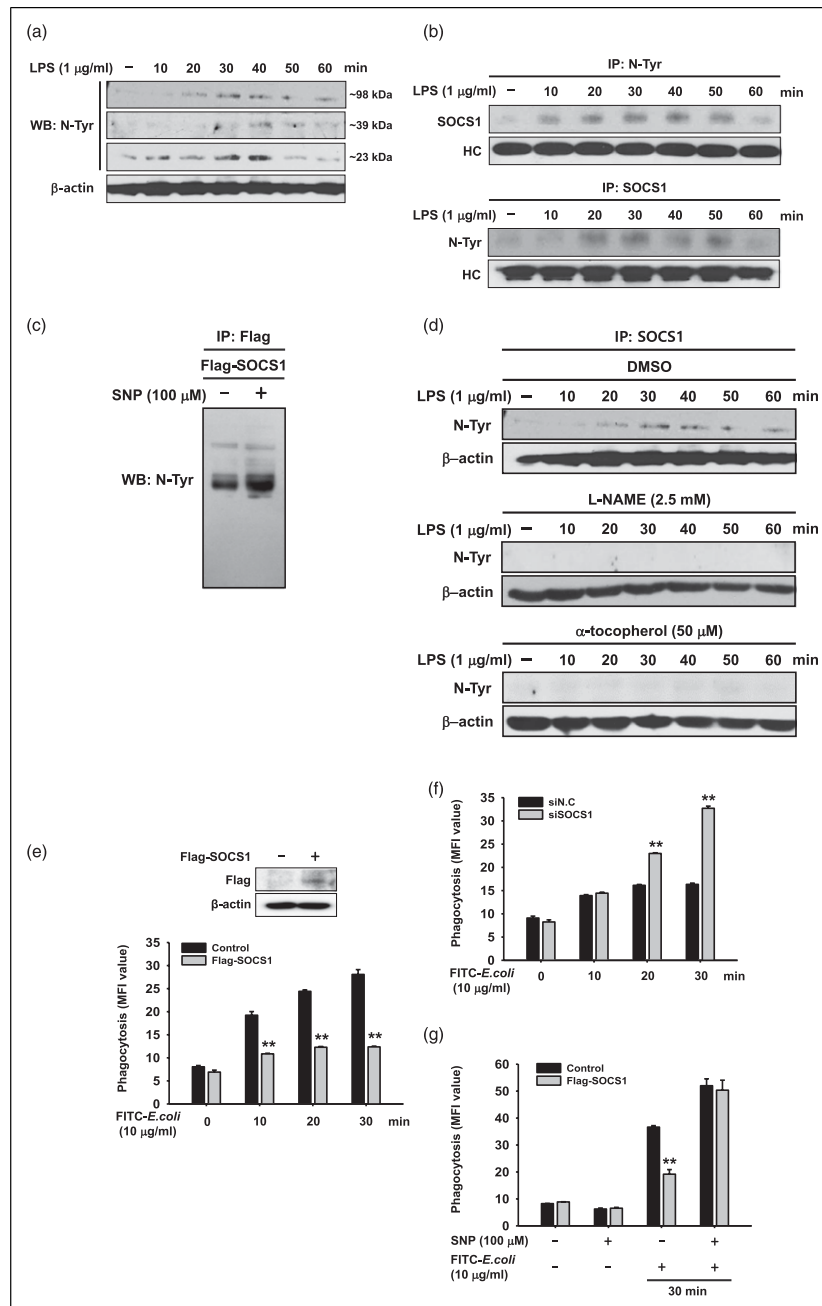 (a)
LPS (1 μg/ml) – 10 20 30 40 50 60 min
~98 kDa
WB: N-Tyr ~39 kDa
~23 kDa
β-actin
(b)
IP: N-Tyr
LPS (1 μg/ml) – 10 20 30 40 50 60 min
SOCS1
HC
IP: SOCS1
LPS (1 μg/ml) – 10 20 30 40 50 60 min
N-Tyr
HC
(c)
IP: Flag
Flag-SOCS1
SNP (100 μM) – +
WB: N-Tyr
(d)
IP: SOCS1
DMSO
LPS (1 μg/ml) – 10 20 30 40 50 60 min
N-Tyr
β–actin
L-NAME (2.5 mM)
LPS (1 μg/ml) – 10 20 30 40 50 60 min
N-Tyr
β–actin
α-tocopherol (50 μM)
LPS (1 μg/ml) – 10 20 30 40 50 60 min
N-Tyr
β–actin
(e)
Flag-SOCS1 – +
Flag
β-actin
Phagocytosis (MFI value)
35
30
25
20
15
10
5
0
Control
Flag-SOCS1
** ** **
FITC-E.coli 0 10 20 30 min
(10 μg/ml)
(f)
Phagocytosis (MFI value)
35
30
25
20
15
10
5
0
siN.C
siSOCS1
** **
FITC-E.coli 0 10 20 30 min
(10 μg/ml)
(g)
Phagocytosis (MFI value)
60
50
40
30
20
10
0
Control
Flag-SOCS1
**
SNP (100 μM) – + – +
FITC-E.coli – – + +
(10 μg/ml)
30 min